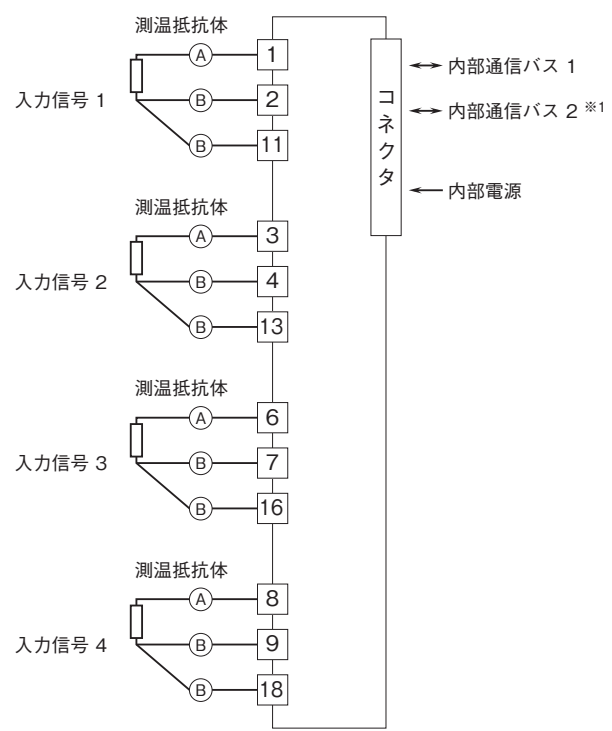 測温抵抗体
入力信号 1
A
1
B
2
B
11
測温抵抗体
入力信号 2
A
3
B
4
B
13
測温抵抗体
入力信号 3
A
6
B
7
B
16
測温抵抗体
入力信号 4
A
8
B
9
B
18
コネクタ
内部通信バス 1
内部通信バス 2 ※1
内部電源